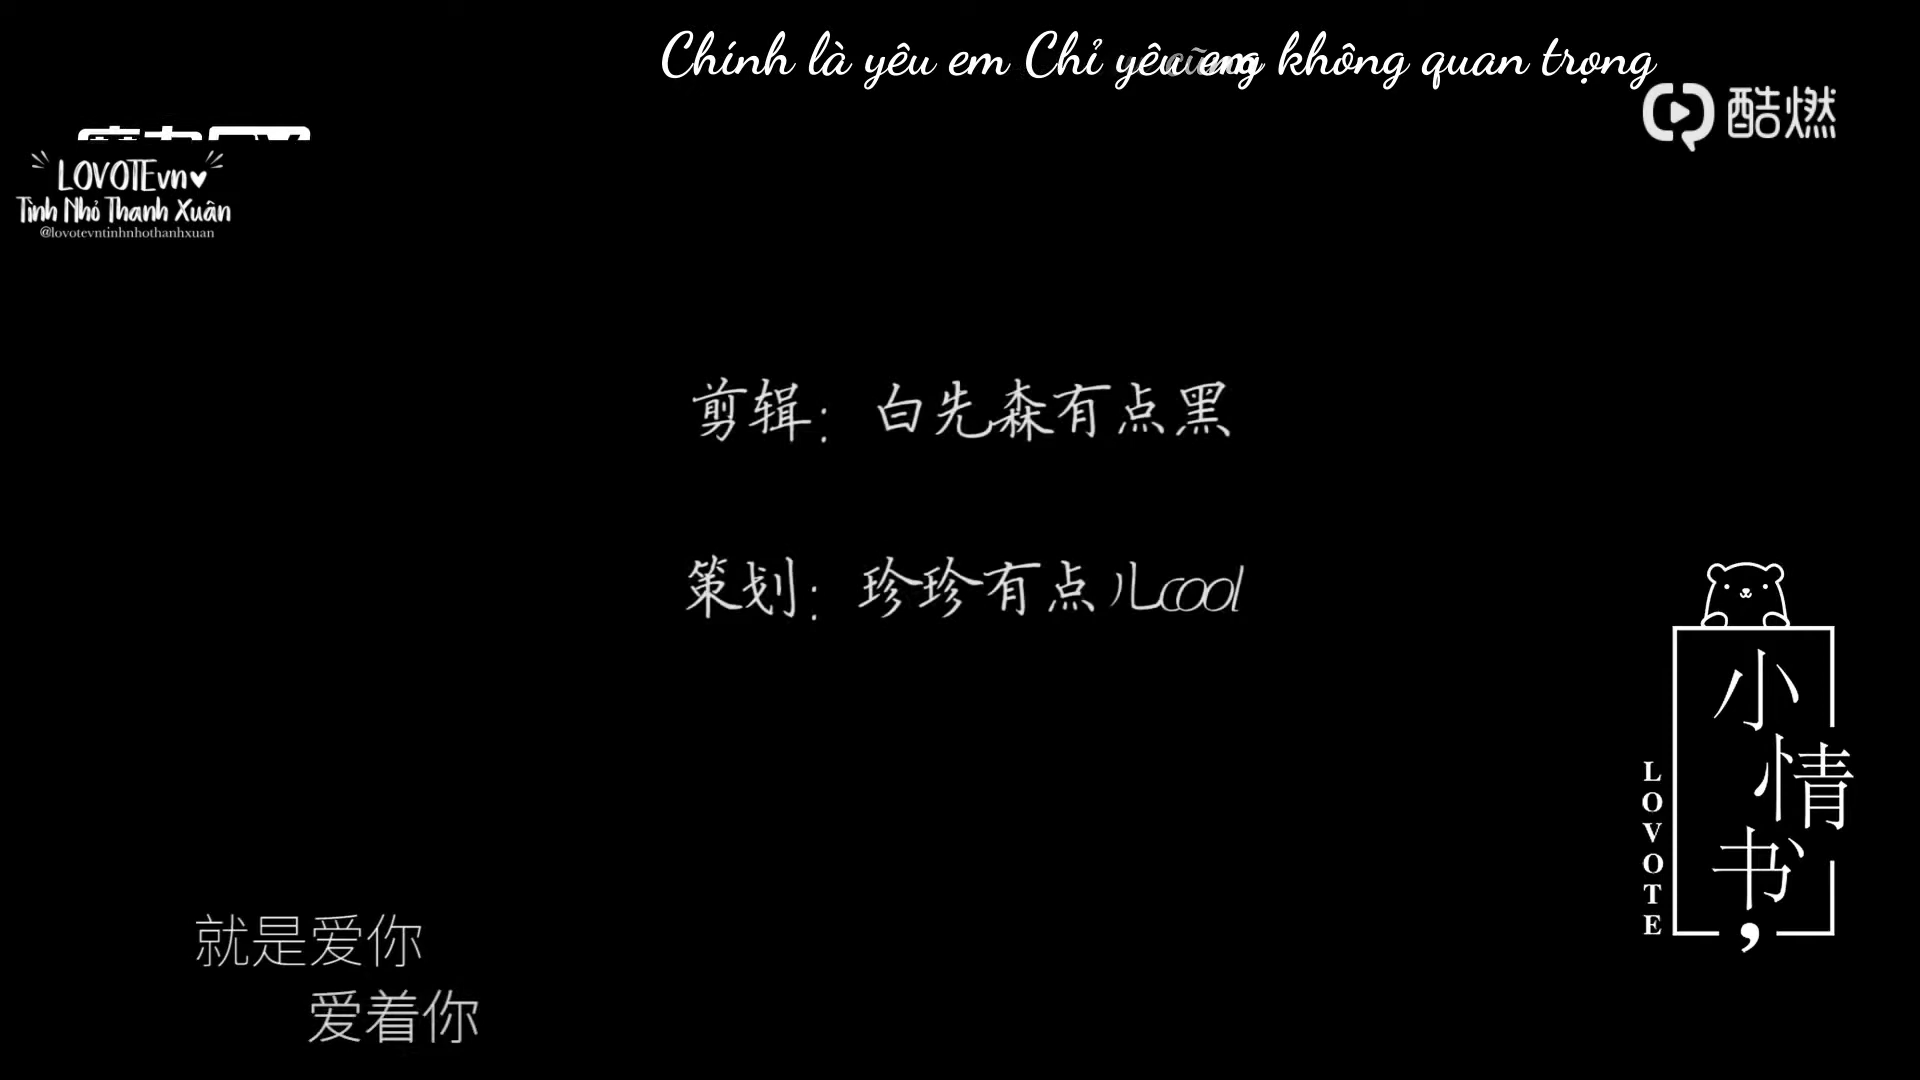 Chính là yêu em Chỉ yêu em không quan trọng
酷燃
LOVOTEvn
Tình Nhỏ Thanh Xuân
@lovotevntinhnhothanhxuan
剪辑：白先森有点黑
策划：珍珍有点儿cool
小情书
LOVOTE
就是爱你
爱着你